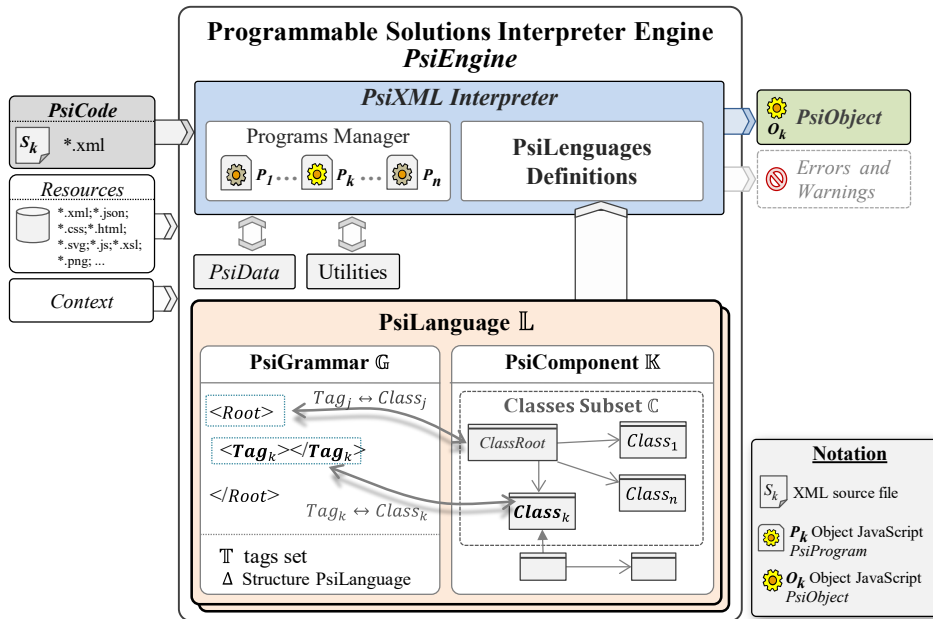 Programmable Solutions Interpreter Engine
PsiEngine
PsiCode
S_k *.xml
Resources
*.xml;*.json;
*.css;*.html;
*.svg;*.js;*.xsl;
*.png; ...
Context
PsiXML Interpreter
Programs Manager
P_1 ... P_k ... P_n
PsiLenguages
Definitions
PsiData
Utilities
O_k PsiObject
Errors and
Warnings
PsiLanguage 𝕃
PsiGrammar 𝔾
<Root>
<Tag_k></Tag_k>
</Root>
Tag_j ↔ Class_j
Tag_k ↔ Class_k
𝕋 tags set
Δ Structure PsiLanguage
PsiComponent 𝕂
Classes Subset ℂ
ClassRoot
Class_1
Class_n
Class_k
Notation
S_k XML source file
P_k Object JavaScript
PsiProgram
O_k Object JavaScript
PsiObject